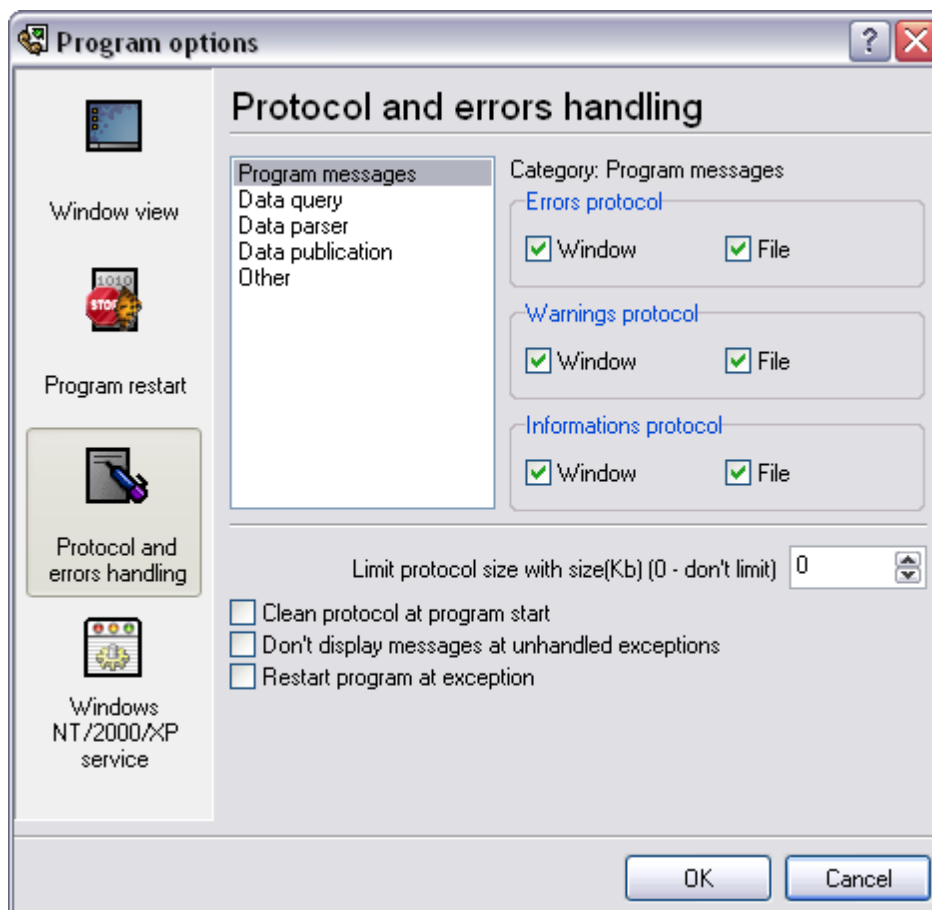 Program options
Window view
Program restart
Protocol and
errors handling
Windows
NT/2000/XP
service
Protocol and errors handling
Program messages
Data query
Data parser
Data publication
Other
Category: Program messages
Errors protocol
Window File
Warnings protocol
Window File
Informations protocol
Window File
Limit protocol size with size(Kb) (0 - don't limit) 0
Clean protocol at program start
Don't display messages at unhandled exceptions
Restart program at exception
OK Cancel